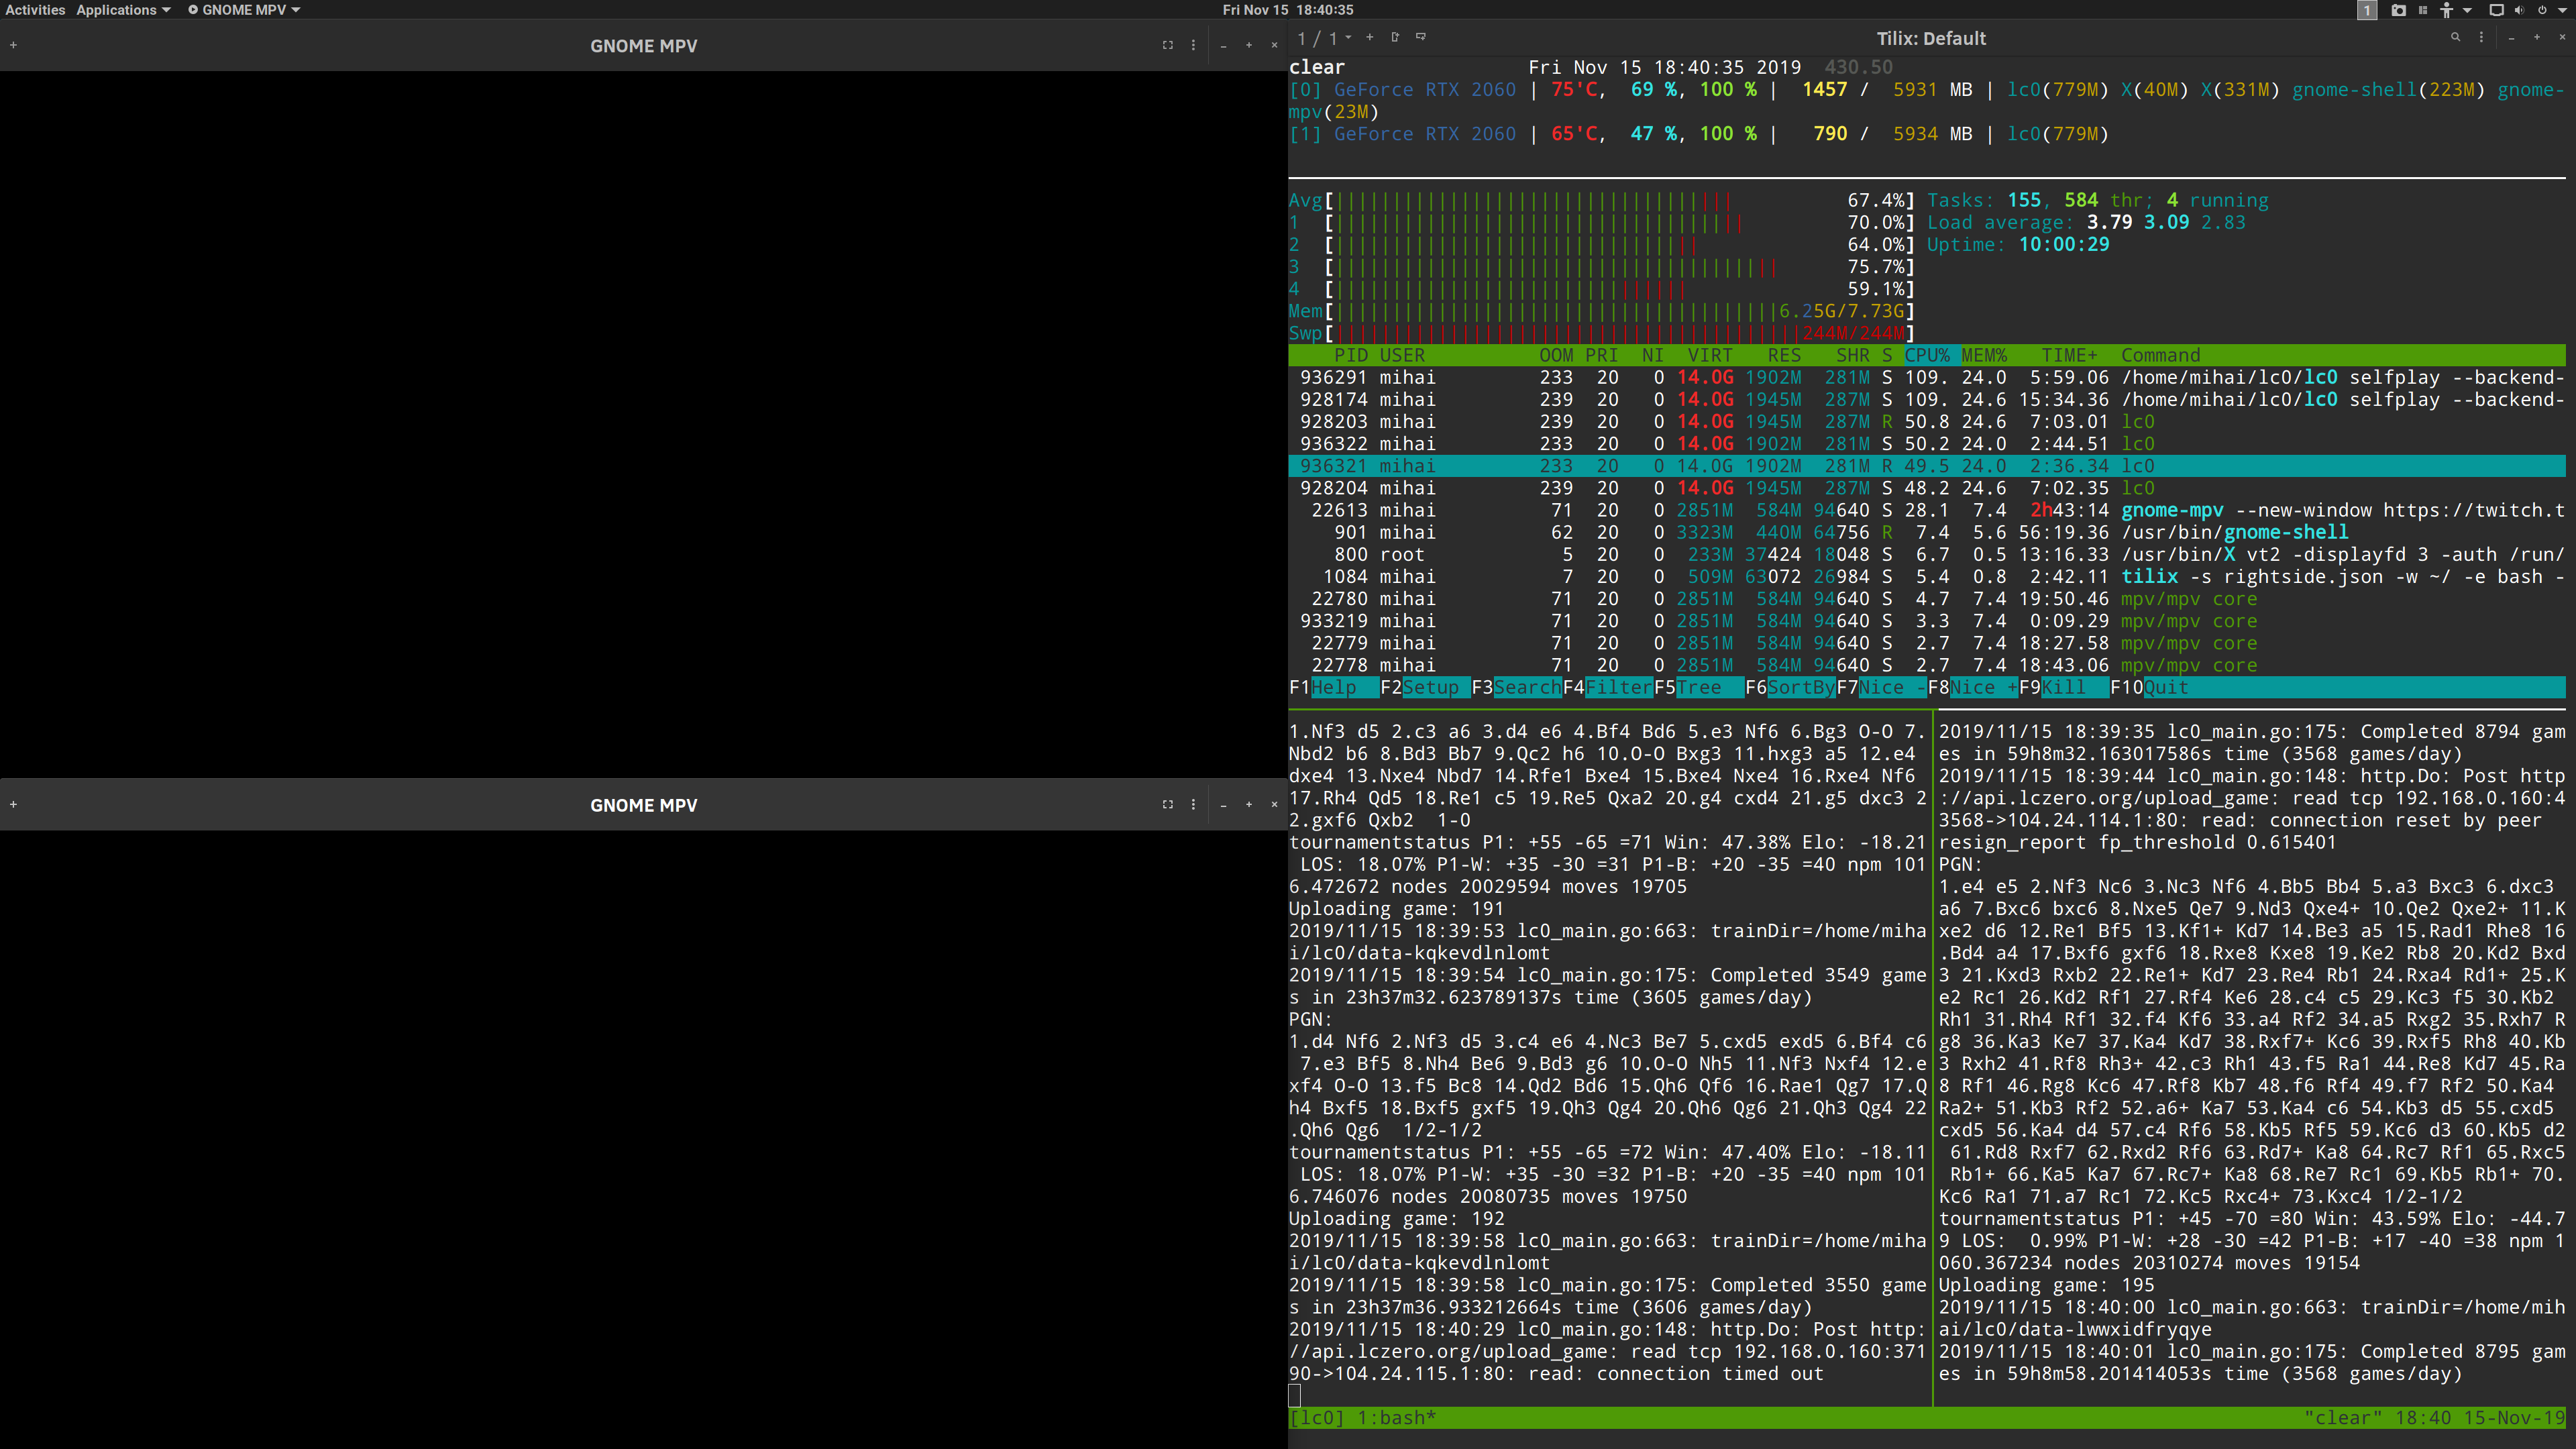 Activities Applications GNOME MPV Fri Nov 15 18:40:35 1
GNOME MPV
GNOME MPV
1 / 1 Tilix: Default
clear Fri Nov 15 18:40:35 2019 430.50
[0] GeForce RTX 2060 | 75'C, 69 %, 100 % | 1457 / 5931 MB | lc0(779M) X(40M) X(331M) gnome-shell(223M) gnome-
mpv(23M)
[1] GeForce RTX 2060 | 65'C, 47 %, 100 % | 790 / 5934 MB | lc0(779M)
Avg[ 67.4%] Tasks: 155, 584 thr; 4 running
1 [ 70.0%] Load average: 3.79 3.09 2.83
2 [ 64.0%] Uptime: 10:00:29
3 [ 75.7%]
4 [ 59.1%]
Mem[ 6.25G/7.73G]
Swp[ 244M/244M]
PID USER OOM PRI NI VIRT RES SHR S CPU% MEM% TIME+ Command
936291 mihai 233 20 0 14.0G 1902M 281M S 109. 24.0 5:59.06 /home/mihai/lc0/lc0 selfplay --backend-
928174 mihai 239 20 0 14.0G 1945M 287M S 109. 24.6 15:34.36 /home/mihai/lc0/lc0 selfplay --backend-
928203 mihai 239 20 0 14.0G 1945M 287M R 50.8 24.6 7:03.01 lc0
936322 mihai 233 20 0 14.0G 1902M 281M S 50.2 24.0 2:44.51 lc0
936321 mihai 233 20 0 14.0G 1902M 281M R 49.5 24.0 2:36.34 lc0
928204 mihai 239 20 0 14.0G 1945M 287M S 48.2 24.6 7:02.35 lc0
22613 mihai 71 20 0 2851M 584M 94640 S 28.1 7.4 2h43:14 gnome-mpv --new-window https://twitch.t
901 mihai 62 20 0 3323M 440M 64756 R 7.4 5.6 56:19.36 /usr/bin/gnome-shell
800 root 5 20 0 233M 37424 18048 S 6.7 0.5 13:16.33 /usr/bin/X vt2 -displayfd 3 -auth /run/
1084 mihai 7 20 0 509M 63072 26984 S 5.4 0.8 2:42.11 tilix -s rightside.json -w ~/ -e bash -
22780 mihai 71 20 0 2851M 584M 94640 S 4.7 7.4 19:50.46 mpv/mpv core
933219 mihai 71 20 0 2851M 584M 94640 S 3.3 7.4 0:09.29 mpv/mpv core
22779 mihai 71 20 0 2851M 584M 94640 S 2.7 7.4 18:27.58 mpv/mpv core
22778 mihai 71 20 0 2851M 584M 94640 S 2.7 7.4 18:43.06 mpv/mpv core
F1Help F2Setup F3SearchF4FilterF5Tree F6SortByF7Nice -F8Nice +F9Kill F10Quit
1.Nf3 d5 2.c3 a6 3.d4 e6 4.Bf4 Bd6 5.e3 Nf6 6.Bg3 O-O 7.
Nbd2 b6 8.Bd3 Bb7 9.Qc2 h6 10.O-O Bxg3 11.hxg3 a5 12.e4
dxe4 13.Nxe4 Nbd7 14.Rfe1 Bxe4 15.Bxe4 Nxe4 16.Rxe4 Nf6
17.Rh4 Qd5 18.Re1 c5 19.Re5 Qxa2 20.g4 cxd4 21.g5 dxc3 2
2.gxf6 Qxb2 1-0
tournamentstatus P1: +55 -65 =71 Win: 47.38% Elo: -18.21
LOS: 18.07% P1-W: +35 -30 =31 P1-B: +20 -35 =40 npm 101
6.472672 nodes 20029594 moves 19705
Uploading game: 191
2019/11/15 18:39:53 lc0_main.go:663: trainDir=/home/miha
i/lc0/data-kqkevdlnlomt
2019/11/15 18:39:54 lc0_main.go:175: Completed 3549 game
s in 23h37m32.623789137s time (3605 games/day)
PGN:
1.d4 Nf6 2.Nf3 d5 3.c4 e6 4.Nc3 Be7 5.cxd5 exd5 6.Bf4 c6
7.e3 Bf5 8.Nh4 Be6 9.Bd3 g6 10.O-O Nh5 11.Nf3 Nxf4 12.e
xf4 O-O 13.f5 Bc8 14.Qd2 Bd6 15.Qh6 Qf6 16.Rae1 Qg7 17.Q
h4 Bxf5 18.Bxf5 gxf5 19.Qh3 Qg4 20.Qh6 Qg6 21.Qh3 Qg4 22
.Qh6 Qg6 1/2-1/2
tournamentstatus P1: +55 -65 =72 Win: 47.40% Elo: -18.11
LOS: 18.07% P1-W: +35 -30 =32 P1-B: +20 -35 =40 npm 101
6.746076 nodes 20080735 moves 19750
Uploading game: 192
2019/11/15 18:39:58 lc0_main.go:663: trainDir=/home/miha
i/lc0/data-kqkevdlnlomt
2019/11/15 18:39:58 lc0_main.go:175: Completed 3550 game
s in 23h37m36.933212664s time (3606 games/day)
2019/11/15 18:40:29 lc0_main.go:148: http.Do: Post http:
//api.lczero.org/upload_game: read tcp 192.168.0.160:371
90->104.24.115.1:80: read: connection timed out
2019/11/15 18:39:35 lc0_main.go:175: Completed 8794 gam
es in 59h8m32.163017586s time (3568 games/day)
2019/11/15 18:39:44 lc0_main.go:148: http.Do: Post http
://api.lczero.org/upload_game: read tcp 192.168.0.160:4
3568->104.24.114.1:80: read: connection reset by peer
resign_report fp_threshold 0.615401
PGN:
1.e4 e5 2.Nf3 Nc6 3.Nc3 Nf6 4.Bb5 Bb4 5.a3 Bxc3 6.dxc3
a6 7.Bxc6 bxc6 8.Nxe5 Qe7 9.Nd3 Qxe4+ 10.Qe2 Qxe2+ 11.K
xe2 d6 12.Re1 Bf5 13.Kf1+ Kd7 14.Be3 a5 15.Rad1 Rhe8 16
.Bd4 a4 17.Bxf6 gxf6 18.Rxe8 Kxe8 19.Ke2 Rb8 20.Kd2 Bxd
3 21.Kxd3 Rxb2 22.Re1+ Kd7 23.Re4 Rb1 24.Rxa4 Rd1+ 25.K
e2 Rc1 26.Kd2 Rf1 27.Rf4 Ke6 28.c4 c5 29.Kc3 f5 30.Kb2
Rh1 31.Rh4 Rf1 32.f4 Kf6 33.a4 Rf2 34.a5 Rxg2 35.Rxh7 R
g8 36.Ka3 Ke7 37.Ka4 Kd7 38.Rxf7+ Kc6 39.Rxf5 Rh8 40.Kb
3 Rxh2 41.Rf8 Rh3+ 42.c3 Rh1 43.f5 Ra1 44.Re8 Kd7 45.Ra
8 Rf1 46.Rg8 Kc6 47.Rf8 Kb7 48.f6 Rf4 49.f7 Rf2 50.Ka4
Ra2+ 51.Kb3 Rf2 52.a6+ Ka7 53.Ka4 c6 54.Kb3 d5 55.cxd5
cxd5 56.Ka4 d4 57.c4 Rf6 58.Kb5 Rf5 59.Kc6 d3 60.Kb5 d2
61.Rd8 Rxf7 62.Rxd2 Rf6 63.Rd7+ Ka8 64.Rc7 Rf1 65.Rxc5
Rb1+ 66.Ka5 Ka7 67.Rc7+ Ka8 68.Re7 Rc1 69.Kb5 Rb1+ 70.
Kc6 Ra1 71.a7 Rc1 72.Kc5 Rxc4+ 73.Kxc4 1/2-1/2
tournamentstatus P1: +45 -70 =80 Win: 43.59% Elo: -44.7
9 LOS: 0.99% P1-W: +28 -30 =42 P1-B: +17 -40 =38 npm 1
060.367234 nodes 20310274 moves 19154
Uploading game: 195
2019/11/15 18:40:00 lc0_main.go:663: trainDir=/home/mih
ai/lc0/data-lwwxidfryqye
2019/11/15 18:40:01 lc0_main.go:175: Completed 8795 gam
es in 59h8m58.201414053s time (3568 games/day)
[lc0] 1:bash* "clear" 18:40 15-Nov-19